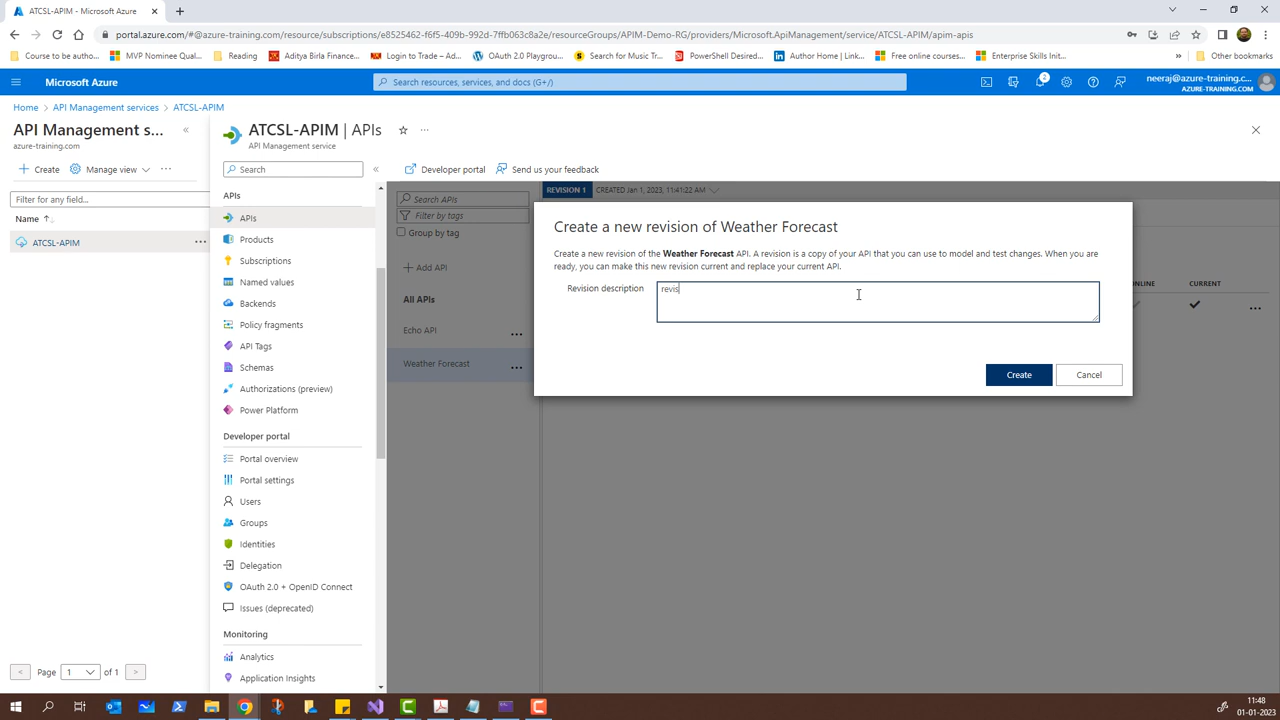 ATCSL-APIM - Microsoft Azure
portal.azure.com/#@azure-training.com/resource/subscriptions/e8525462-f6f5-409b-992d-7ffb063c8a2e/resourceGroups/APIM-Demo-RG/providers/Microsoft.ApiManagement/service/ATCSL-APIM/apim-apis
Course to be autho...
MVP Nominee Qual...
Reading
Aditya Birla Finance...
Login to Trade – Ad...
OAuth 2.0 Playgrou...
Search for Music Tr...
PowerShell Desired...
Author Home | Link...
Free online courses...
Enterprise Skills Init...
»
Other bookmarks
Microsoft Azure
Search resources, services, and docs (G+/)
2
neeraj@azure-training.c...
AZURE-TRAINING.COM
Home > API Management services > ATCSL-APIM
API Management s...
azure-training.com
Create
Manage view
Filter for any field...
Name
ATCSL-APIM
Page 1 of 1
ATCSL-APIM | APIs
API Management service
Search
APIs
APIs
Products
Subscriptions
Named values
Backends
Policy fragments
API Tags
Schemas
Authorizations (preview)
Power Platform
Developer portal
Portal overview
Portal settings
Users
Groups
Identities
Delegation
OAuth 2.0 + OpenID Connect
Issues (deprecated)
Monitoring
Analytics
Application Insights
Developer portal
Send us your feedback
Search APIs
Filter by tags
Group by tag
Add API
All APIs
Echo API
Weather Forecast
REVISION 1
CREATED Jan 1, 2023, 11:41:22 AM
CURRENT
Create a new revision of Weather Forecast
Create a new revision of the Weather Forecast API. A revision is a copy of your API that you can use to model and test changes. When you are
ready, you can make this new revision current and replace your current API.
Revision description
revis
Create
Cancel
11:48
01-01-2023